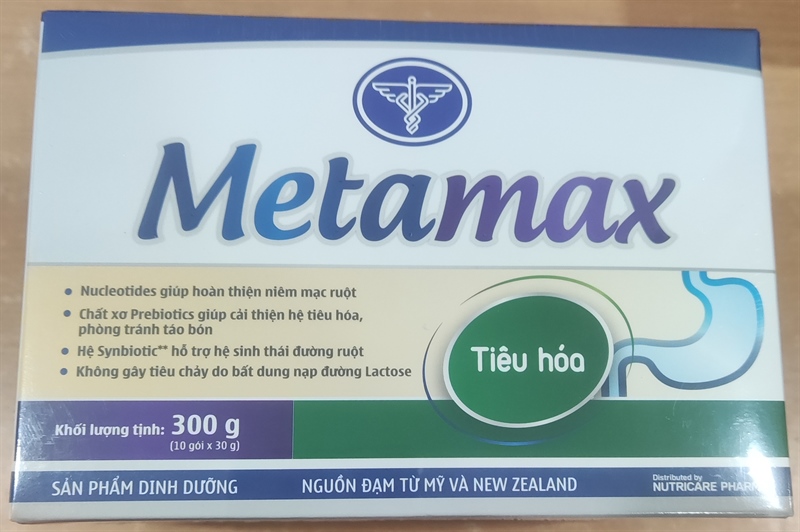 Metamax
• Nucleotides giúp hoàn thiện niêm mạc ruột
• Chất xơ Prebiotics giúp cải thiện hệ tiêu hóa,
phòng tránh táo bón
• Hệ Synbiotic** hỗ trợ hệ sinh thái đường ruột
• Không gây tiêu chảy do bất dung nạp đường Lactose
Tiêu hóa
Khối lượng tịnh: 300 g
(10 gói x 30 g)
SẢN PHẨM DINH DƯỠNG
NGUỒN ĐẠM TỪ MỸ VÀ NEW ZEALAND
Distributed by
NUTRICARE PHAR